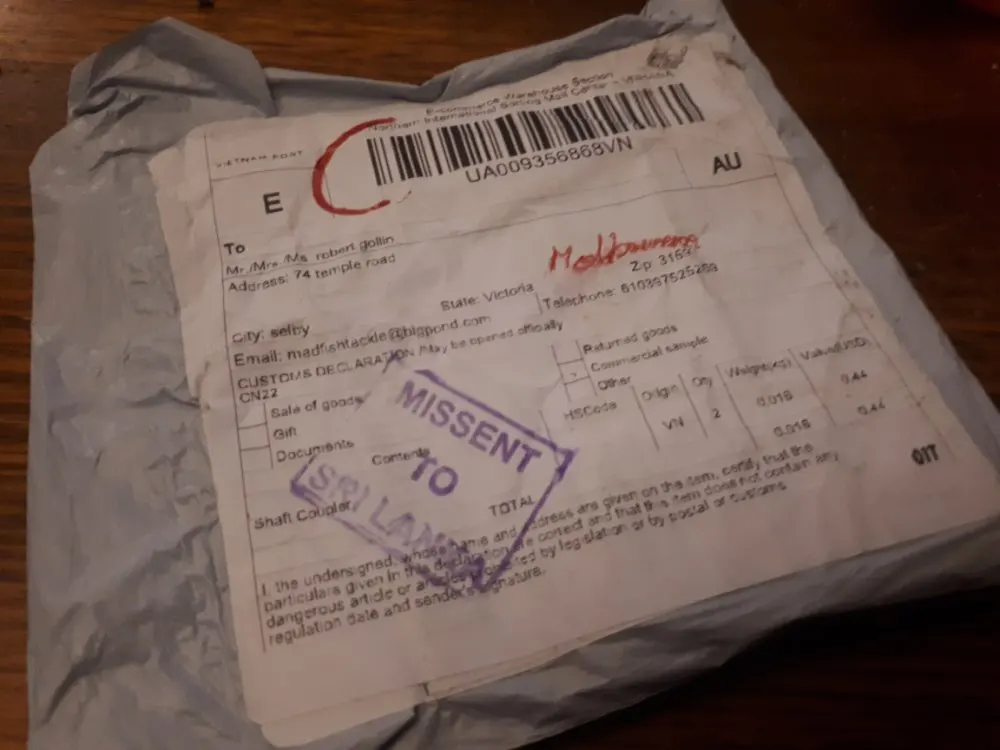 E-commerce Warehouse Section
Northern International Sorting Mail Center -
VIETNAM POST
UA009356868VN
E
AU
To
Mr./Mrs./Ms. robert gollin
Address: 74 temple road
State: Victoria
Zip: 3159
City: selby
Telephone:
Email: madfishtackle@bigpond.com
CUSTOMS DECLARATION /May be opened officially
CN22
Sale of goods
Gift
Documents
Returned goods
Commercial sample
Other
Contents
HSCode
Origin
Qty
Weight(kg)
Value(USD)
Shaft Coupler
VN
2
0.018
0.44
TOTAL
0.018
0.44
MISSENT
TO
SRI LANKA
I, the undersigned, whose name and address are given on the item, certify that the
particulars given in this declaration are correct and that this item does not contain any
dangerous article or articles prohibited by legislation or by postal or customs
regulation date and sender's signature.